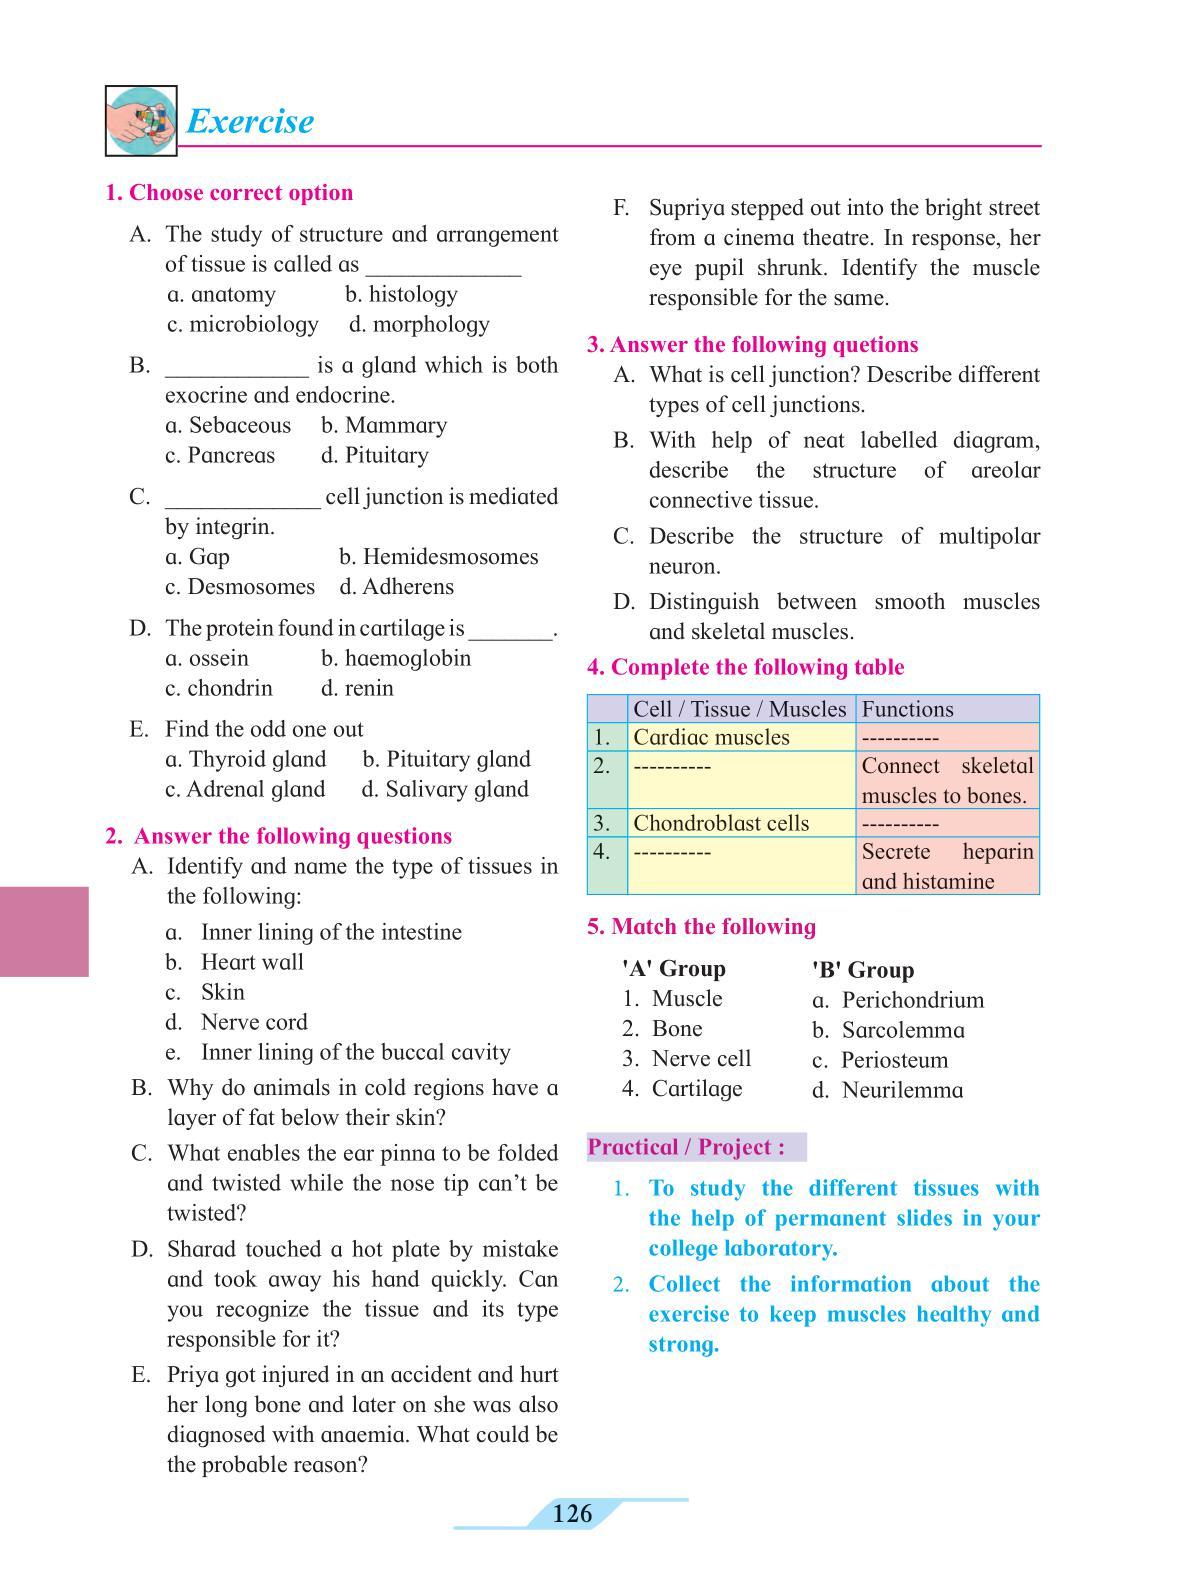 Exercise
1. Choose correct option
A. The study of structure and arrangement
of tissue is called as _____________
a. anatomy b. histology
c. microbiology d. morphology
B. ____________ is a gland which is both
exocrine and endocrine.
a. Sebaceous b. Mammary
c. Pancreas d. Pituitary
C. _____________ cell junction is mediated
by integrin.
a. Gap b. Hemidesmosomes
c. Desmosomes d. Adherens
D. The protein found in cartilage is _______.
a. ossein b. haemoglobin
c. chondrin d. renin
E. Find the odd one out
a. Thyroid gland b. Pituitary gland
c. Adrenal gland d. Salivary gland
2. Answer the following questions
A. Identify and name the type of tissues in
the following:
a. Inner lining of the intestine
b. Heart wall
c. Skin
d. Nerve cord
e. Inner lining of the buccal cavity
B. Why do animals in cold regions have a
layer of fat below their skin?
C. What enables the ear pinna to be folded
and twisted while the nose tip can’t be
twisted?
D. Sharad touched a hot plate by mistake
and took away his hand quickly. Can
you recognize the tissue and its type
responsible for it?
E. Priya got injured in an accident and hurt
her long bone and later on she was also
diagnosed with anaemia. What could be
the probable reason?
F. Supriya stepped out into the bright street
from a cinema theatre. In response, her
eye pupil shrunk. Identify the muscle
responsible for the same.
3. Answer the following quetions
A. What is cell junction? Describe different
types of cell junctions.
B. With help of neat labelled diagram,
describe the structure of areolar
connective tissue.
C. Describe the structure of multipolar
neuron.
D. Distinguish between smooth muscles
and skeletal muscles.
4. Complete the following table
Cell / Tissue / Muscles Functions
1. Cardiac muscles ----------
2. ---------- Connect skeletal
muscles to bones.
3. Chondroblast cells ----------
4. ---------- Secrete heparin
and histamine
5. Match the following
'A' Group 'B' Group
1. Muscle a. Perichondrium
2. Bone b. Sarcolemma
3. Nerve cell c. Periosteum
4. Cartilage d. Neurilemma
Practical / Project :
1. To study the different tissues with
the help of permanent slides in your
college laboratory.
2. Collect the information about the
exercise to keep muscles healthy and
strong.
126